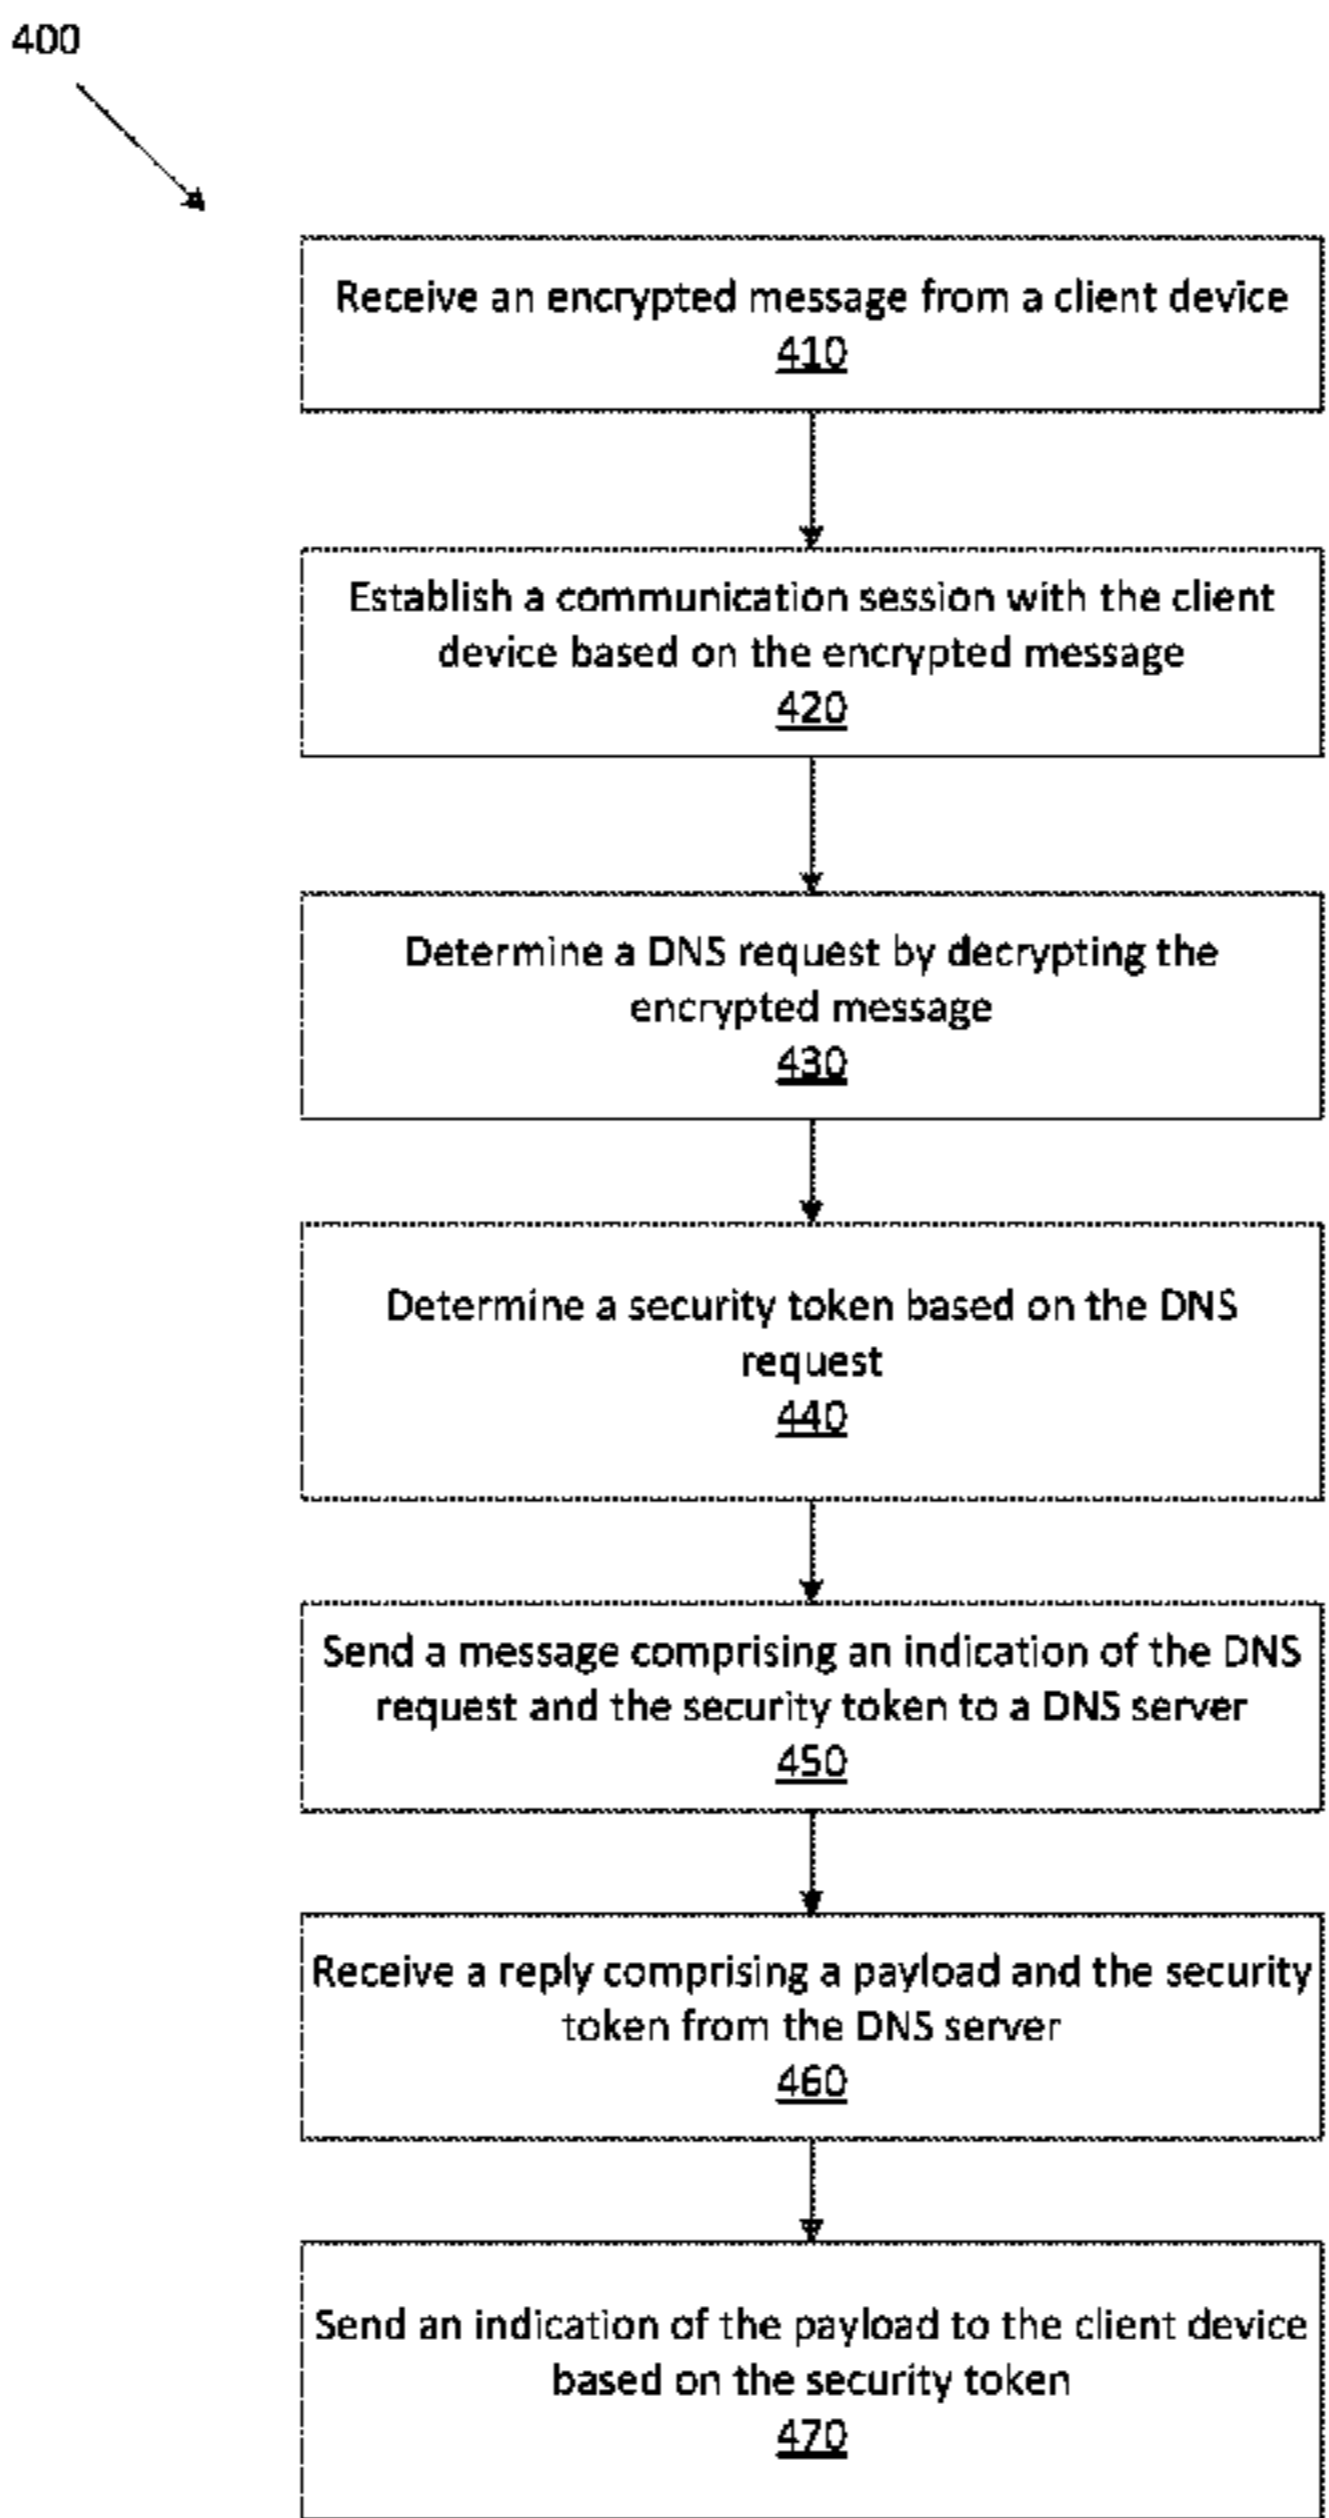 400
Receive an encrypted message from a client device
410
Establish a communication session with the client
device based on the encrypted message
420
Determine a DNS request by decrypting the
encrypted message
430
Determine a security token based on the DNS
request
440
Send a message comprising an indication of the DNS
request and the security token to a DNS server
450
Receive a reply comprising a payload and the security
token from the DNS server
460
Send an indication of the payload to the client device
based on the security token
470